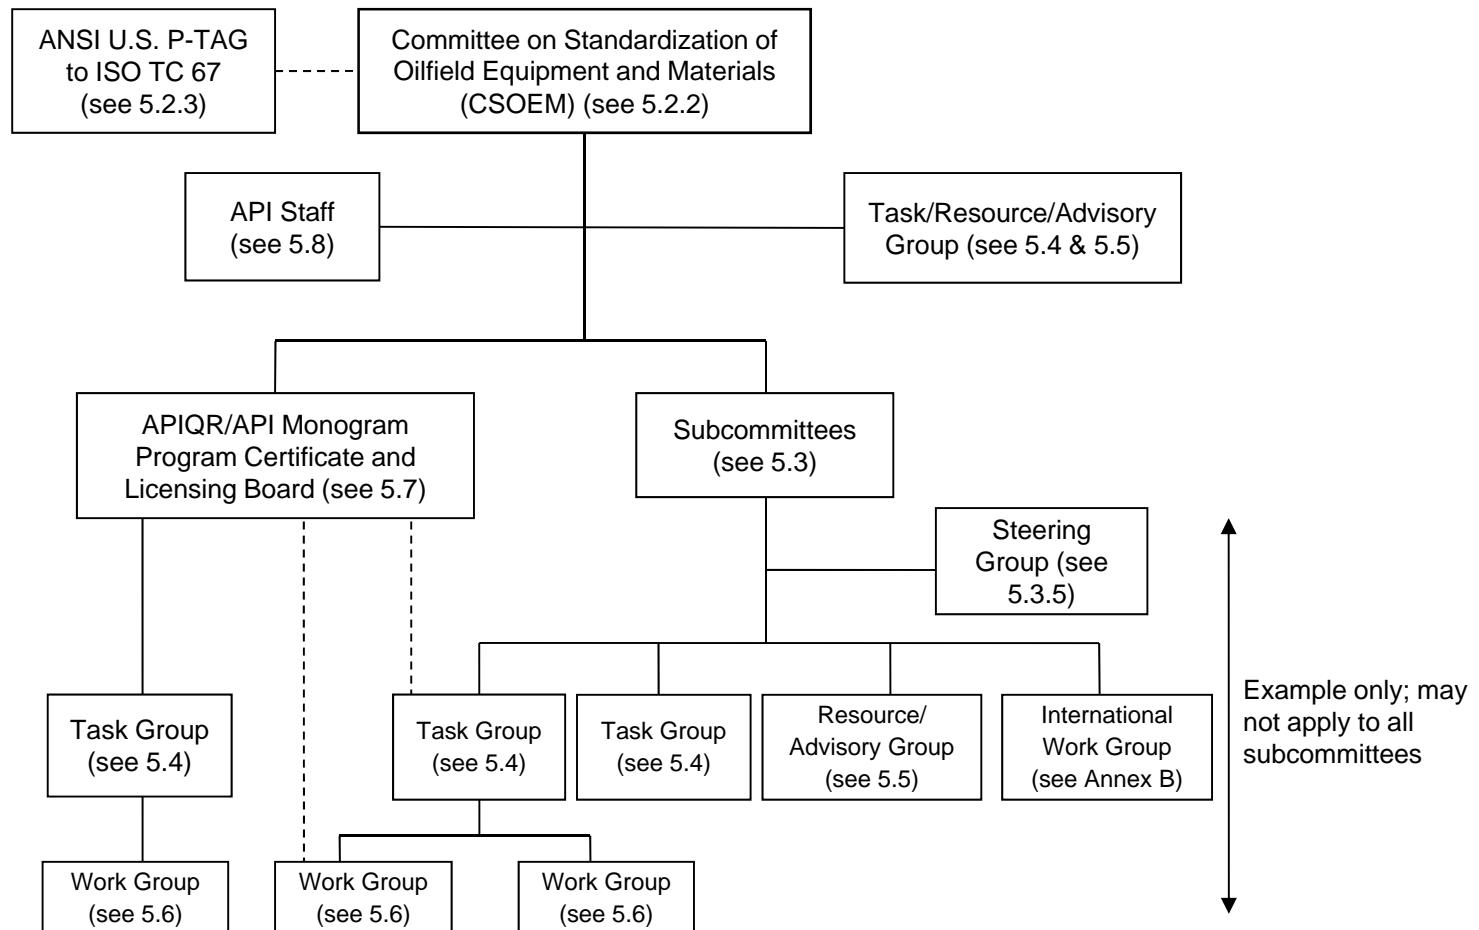 ANSI U.S. P-TAG
to ISO TC 67
(see 5.2.3)
Committee on Standardization of
Oilfield Equipment and Materials
(CSOEM) (see 5.2.2)
API Staff
(see 5.8)
Task/Resource/Advisory
Group (see 5.4 & 5.5)
APIQR/API Monogram
Program Certificate and
Licensing Board (see 5.7)
Subcommittees
(see 5.3)
Steering
Group (see
5.3.5)
Task Group
(see 5.4)
Task Group
(see 5.4)
Task Group
(see 5.4)
Resource/
Advisory Group
(see 5.5)
International
Work Group
(see Annex B)
Example only; may
not apply to all
subcommittees
Work Group
(see 5.6)
Work Group
(see 5.6)
Work Group
(see 5.6)